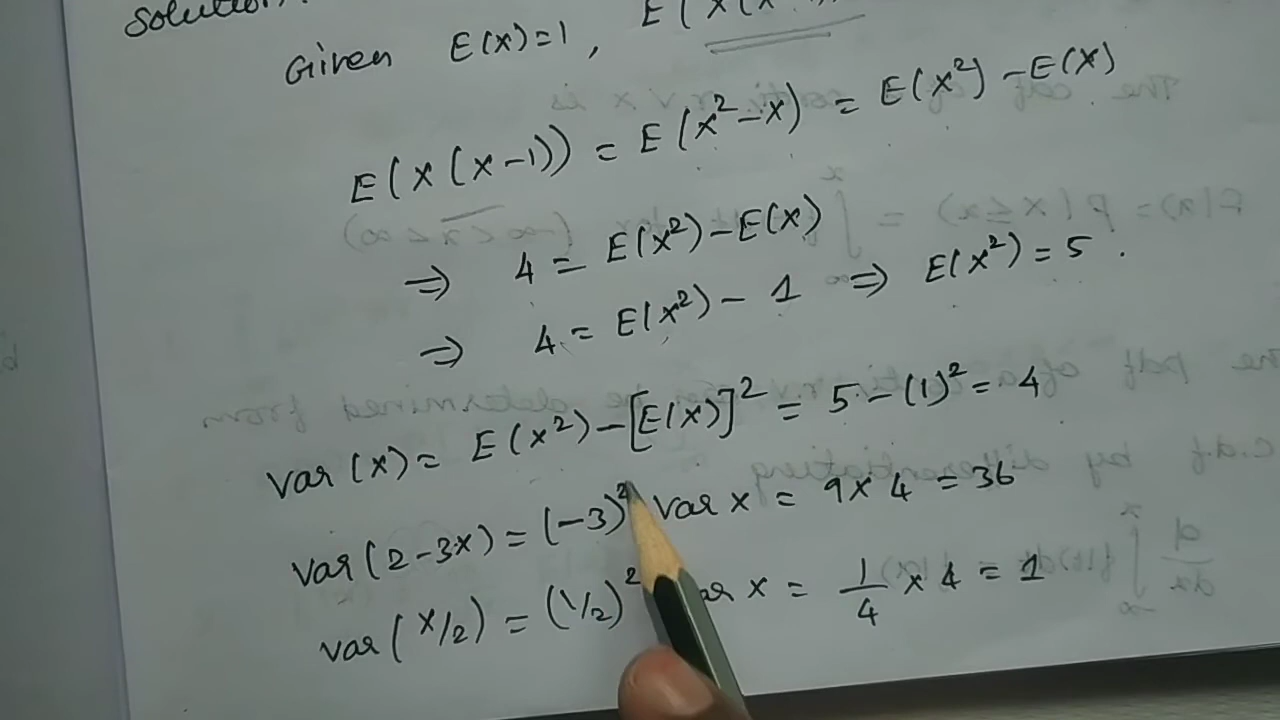 Solution:
Given E(X)=1, E(X(X
E(X(X-1)) = E(X²-X) = E(X²)-E(X)
⇒ 4 = E(X²)-E(X)
⇒ 4 = E(X²)- 1 ⇒ E(X²)=5.
Var(X)= E(X²)-[E(X)]² = 5-(1)²= 4
Var(2-3X)=(-3)² Var X = 9×4 =36
Var(X/2)=(1/2)² Var X = 1/4 × 4 = 1